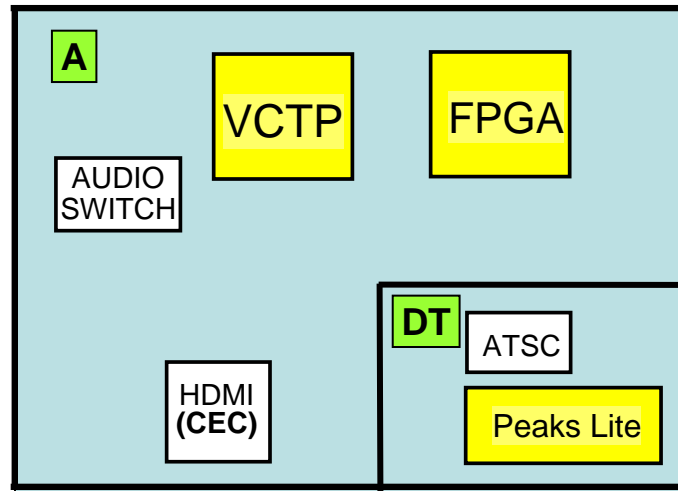 A
VCTP
FPGA
AUDIO
SWITCH
DT
ATSC
HDMI
(CEC)
Peaks Lite